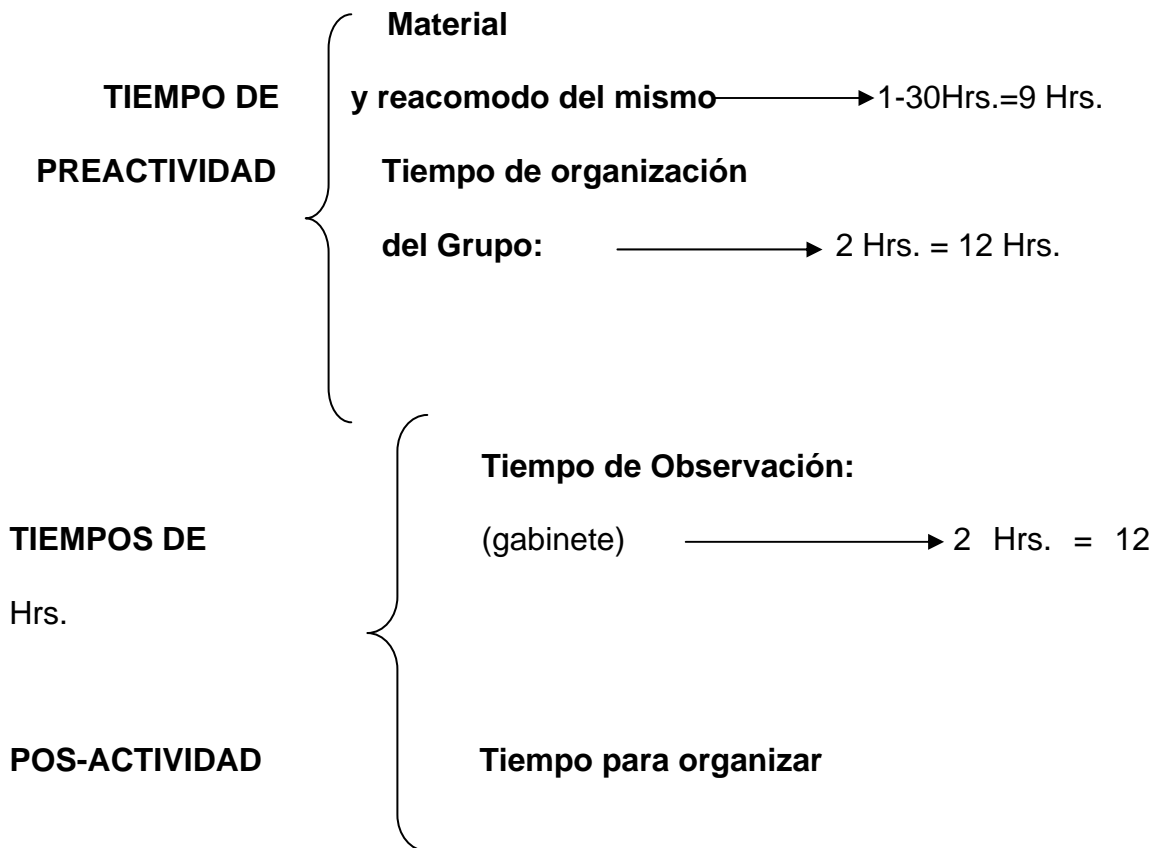 Material
TIEMPO DE y reacomodo del mismo 1-30Hrs.=9 Hrs.
PREACTIVIDAD Tiempo de organización
del Grupo: 2 Hrs. = 12 Hrs.
Tiempo de Observación:
TIEMPOS DE (gabinete) 2 Hrs. = 12
Hrs.
POS-ACTIVIDAD Tiempo para organizar